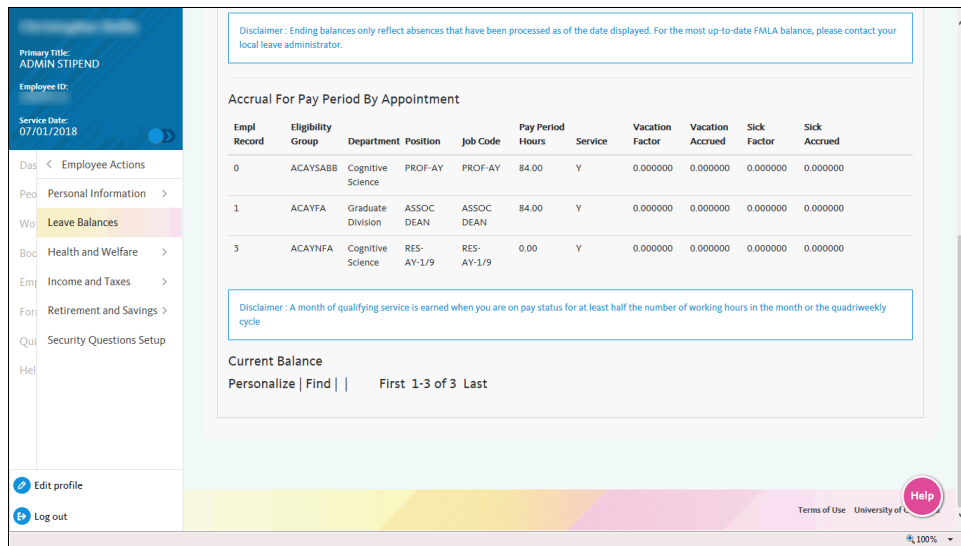 Primary Title:
ADMIN STIPEND
Employee ID:
Service Date:
07/01/2018
Das
Peo
Wo
Boo
Emp
For
Qui
Hel
< Employee Actions
Personal Information >
Leave Balances
Health and Welfare >
Income and Taxes >
Retirement and Savings >
Security Questions Setup
Edit profile
Log out
Disclaimer : Ending balances only reflect absences that have been processed as of the date displayed. For the most up-to-date FMLA balance, please contact your
local leave administrator.
Accrual For Pay Period By Appointment
Empl Record Eligibility Group Department Position Job Code Pay Period Hours Service Vacation Factor Vacation Accrued Sick Factor Sick Accrued
0 ACAYSABB Cognitive Science PROF-AY PROF-AY 84.00 Y 0.000000 0.000000 0.000000 0.000000
1 ACAYFA Graduate Division ASSOC DEAN ASSOC DEAN 84.00 Y 0.000000 0.000000 0.000000 0.000000
3 ACAYNFA Cognitive Science RES-AY-1/9 RES-AY-1/9 0.00 Y 0.000000 0.000000 0.000000 0.000000
Disclaimer : A month of qualifying service is earned when you are on pay status for at least half the number of working hours in the month or the quadriweekly
cycle
Current Balance
Personalize | Find | | First 1-3 of 3 Last
Help
Terms of Use University of
100%